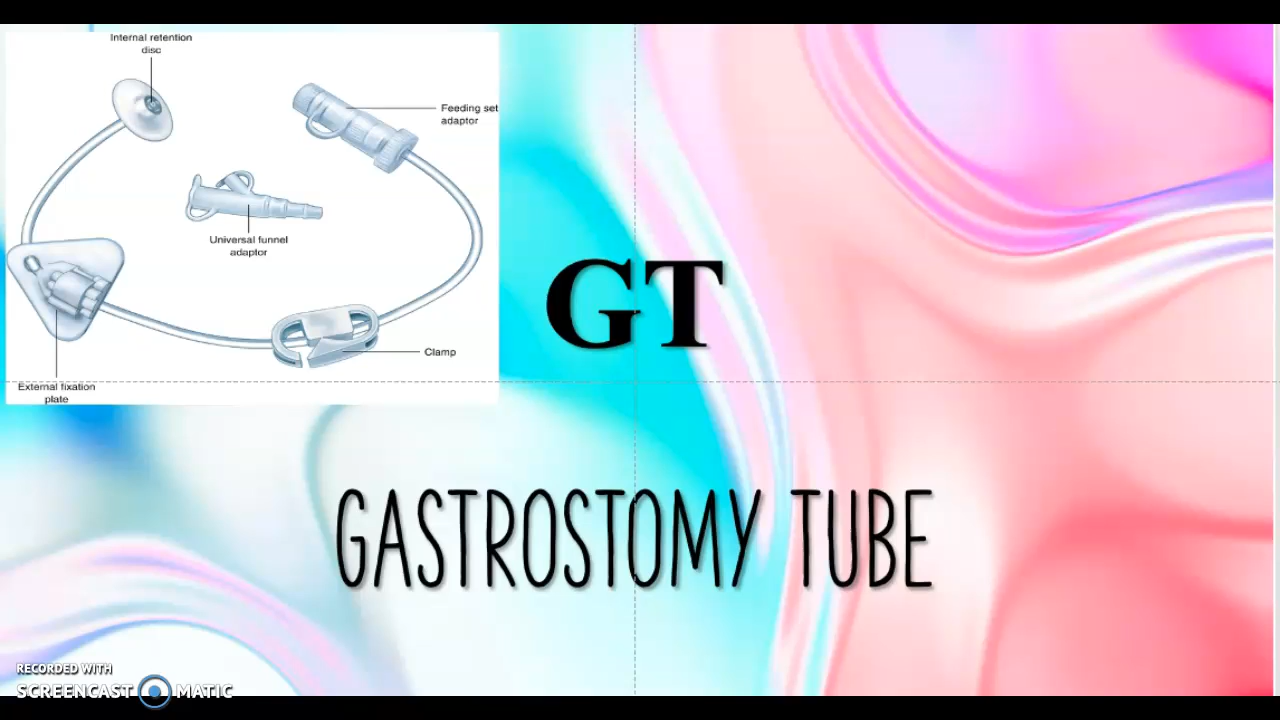 Internal retention
disc
Feeding set
adaptor
Universal funnel
adaptor
Clamp
External fixation
plate
GT
GASTROSTOMY TUBE
RECORDED WITH
SCREENCAST MATIC